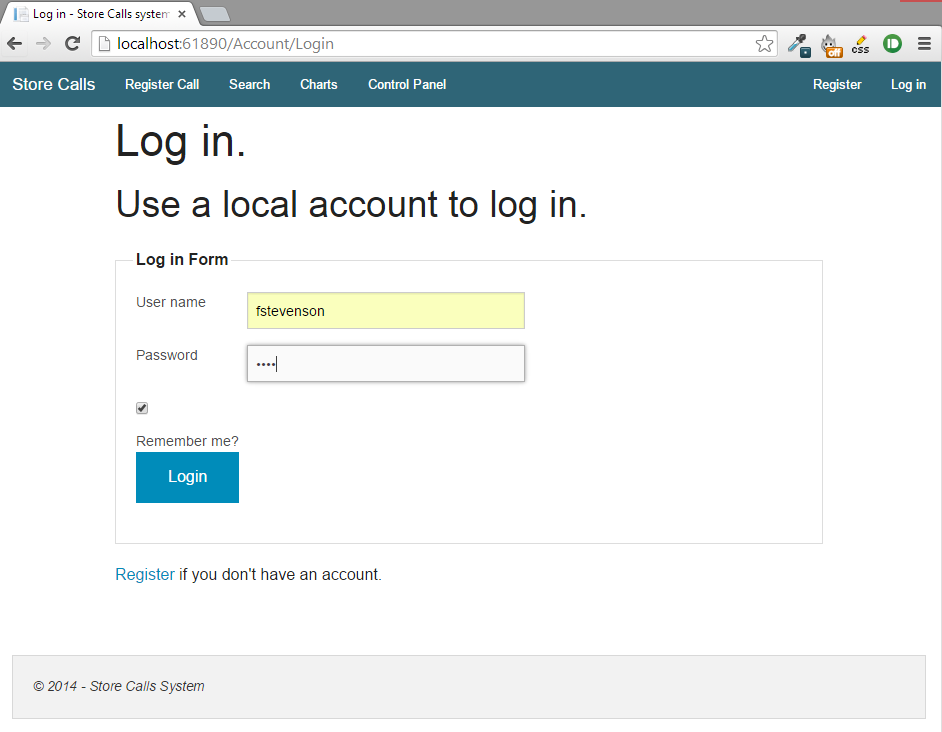 Log in - Store Calls system
localhost:61890/Account/Login
off
css
Store Calls Register Call Search Charts Control Panel Register Log in
Log in.
Use a local account to log in.
Log in Form
User name fstevenson
Password ••••
Remember me?
Login
Register if you don't have an account.
© 2014 - Store Calls System